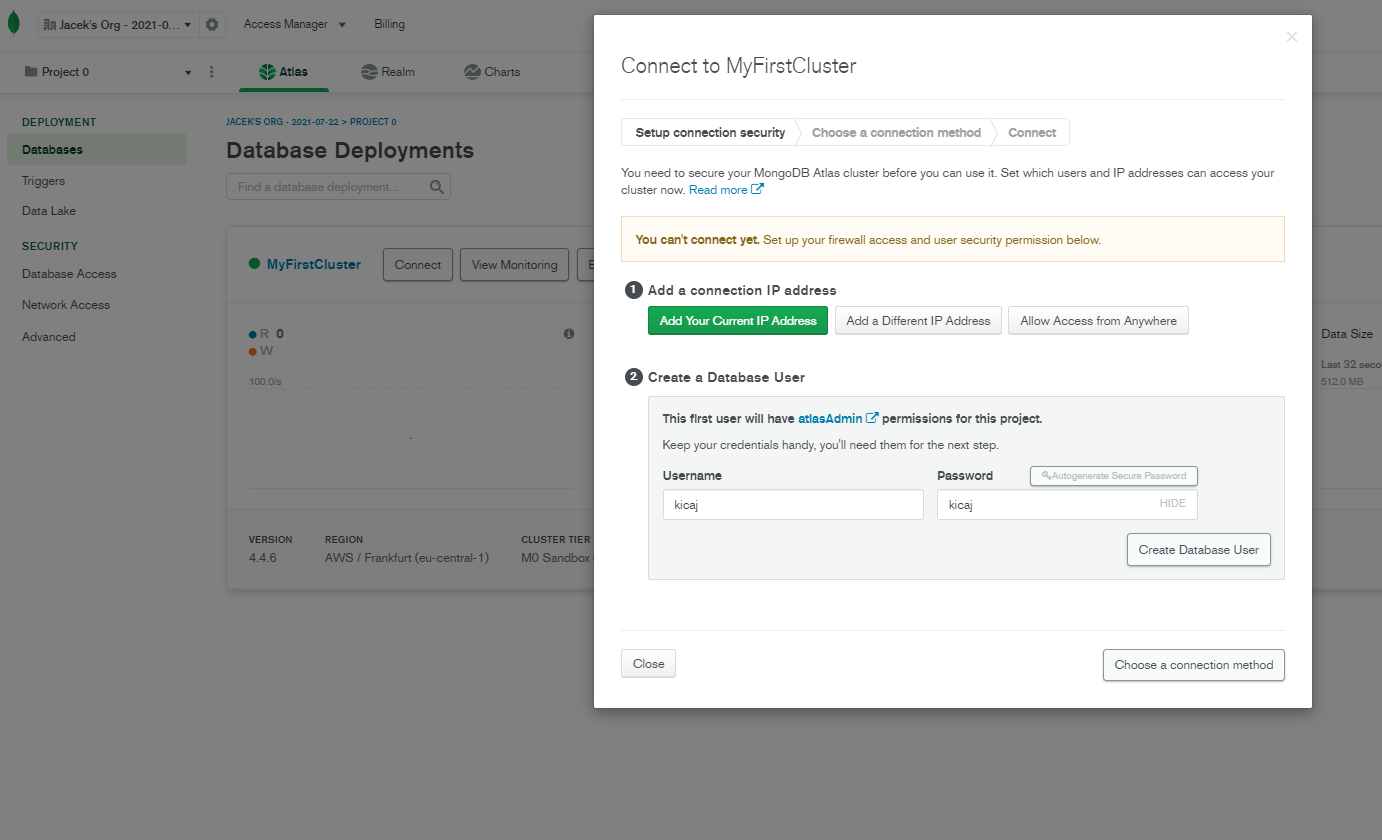 Jacek's Org - 2021-0...
Access Manager
Billing
Project 0
Atlas
Realm
Charts
DEPLOYMENT
Databases
Triggers
Data Lake
SECURITY
Database Access
Network Access
Advanced
JACEK'S ORG - 2021-07-22 > PROJECT 0
Database Deployments
Find a database deployment...
MyFirstCluster
Connect
View Monitoring
R 0
W
100.0/s
VERSION
4.4.6
REGION
AWS / Frankfurt (eu-central-1)
CLUSTER TIER
M0 Sandbox
Data Size
Last 32 seco
512.0 MB
Connect to MyFirstCluster
Setup connection security
Choose a connection method
Connect
You need to secure your MongoDB Atlas cluster before you can use it. Set which users and IP addresses can access your
cluster now. Read more
You can't connect yet. Set up your firewall access and user security permission below.
1 Add a connection IP address
Add Your Current IP Address
Add a Different IP Address
Allow Access from Anywhere
2 Create a Database User
This first user will have atlasAdmin permissions for this project.
Keep your credentials handy, you'll need them for the next step.
Username
Password
Autogenerate Secure Password
kicaj
kicaj
HIDE
Create Database User
Close
Choose a connection method